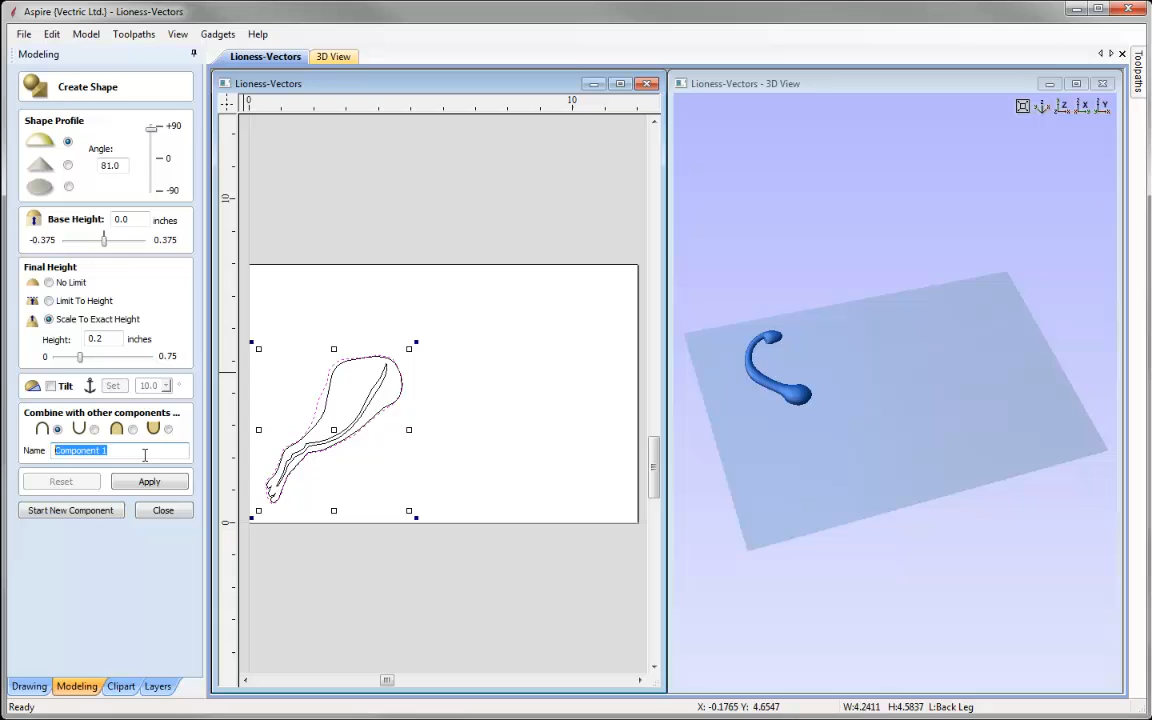 Aspire {Vectric Ltd.} - Lioness-Vectors
File Edit Model Toolpaths View Gadgets Help
Modeling
Lioness-Vectors 3D View
Toolpaths
Create Shape
Lioness-Vectors
Lioness-Vectors - 3D View
0 10
Z X Y
Shape Profile
+90
Angle:
81.0
0
-90
10
Base Height: 0.0 inches
-0.375 0.375
Final Height
No Limit
Limit To Height
Scale To Exact Height
Height: 0.2 inches
0 0.75
Tilt Set 10.0 °
Combine with other components ...
Name Component 1
Reset Apply
Start New Component Close
0
Drawing Modeling Clipart Layers
Ready X: -0.1765 Y: 4.6547 W:4.2411 H:4.5837 L:Back Leg